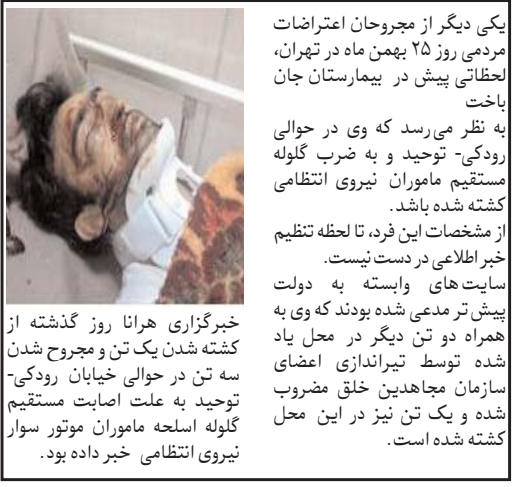 یکی دیگر از مجروحان اعتراضات
مردمی روز ۲۵ بهمن ماه در تهران،
لحظاتی پیش در بیمارستان جان
باخت
به نظر می‌رسد که وی در حوالی
رودکی- توحید و به ضرب گلوله
مستقیم ماموران نیروی انتظامی
کشته شده باشد.
از مشخصات این فرد، تا لحظه تنظیم
خبر اطلاعی در دست نیست.
سایت‌های وابسته به دولت
پیش‌تر مدعی شده بودند که وی به
همراه دو تن دیگر در محل یاد
شده توسط تیراندازی اعضای
سازمان مجاهدین خلق مضروب
شده و یک تن نیز در این محل
کشته شده است.
خبرگزاری هرانا روز گذشته از
کشته شدن یک تن و مجروح شدن
سه تن در حوالی خیابان رودکی-
توحید به علت اصابت مستقیم
گلوله اسلحه ماموران موتور سوار
نیروی انتظامی خبر داده بود.